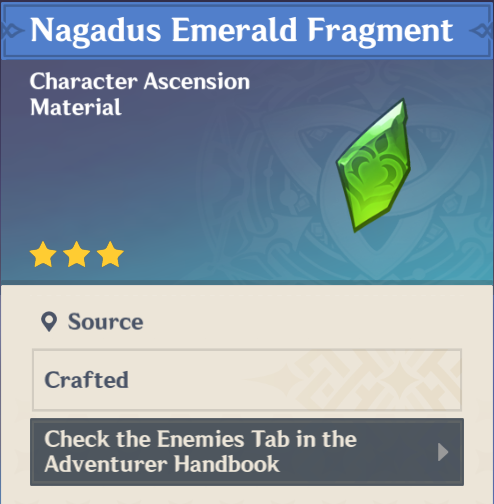 Nagadus Emerald Fragment
Character Ascension
Material
Source
Crafted
Check the Enemies Tab in the
Adventurer Handbook